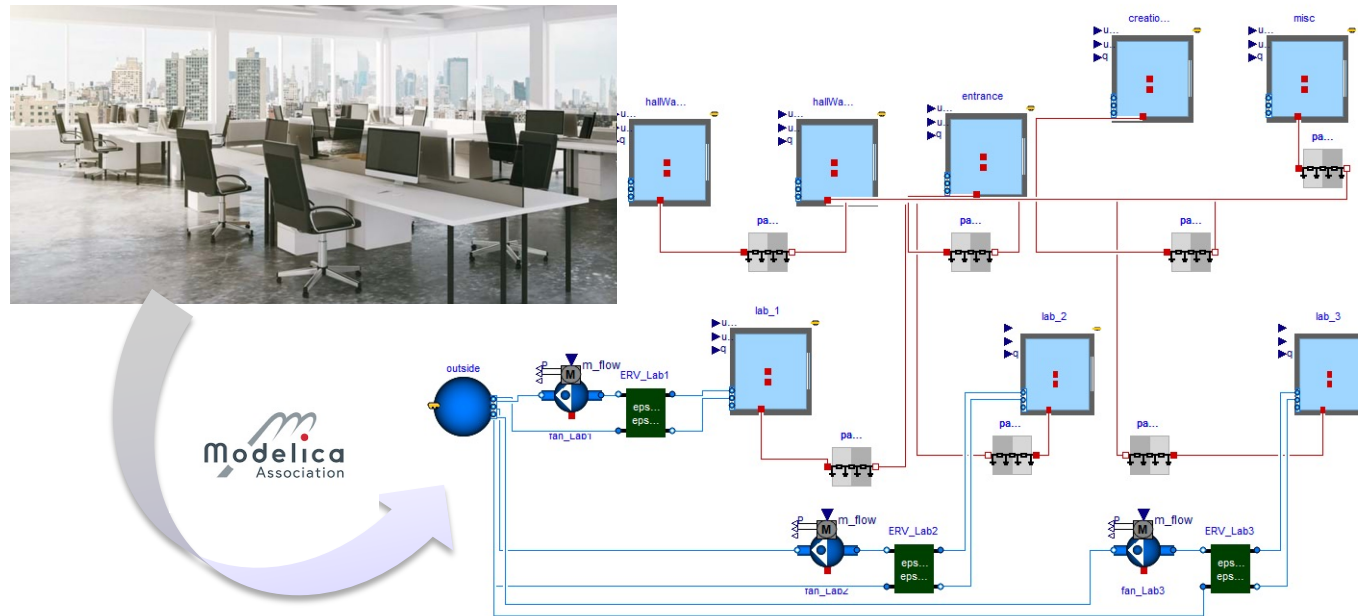 creatio...
misc
u...
u...
q
u...
u...
q
hallWa...
hallWa...
entrance
u...
u...
q
u...
u...
q
u...
u...
q
pa...
pa...
pa...
pa...
lab_1
lab_2
lab_3
u...
u...
q
q
q
outside
P
M
m_flow
ERV_Lab1
eps...
eps...
fan_Lab1
Modelica
Association
pa...
pa...
pa...
P
M
m_flow
ERV_Lab2
eps...
eps...
fan_Lab2
P
M
m_flow
ERV_Lab3
eps...
eps...
fan_Lab3